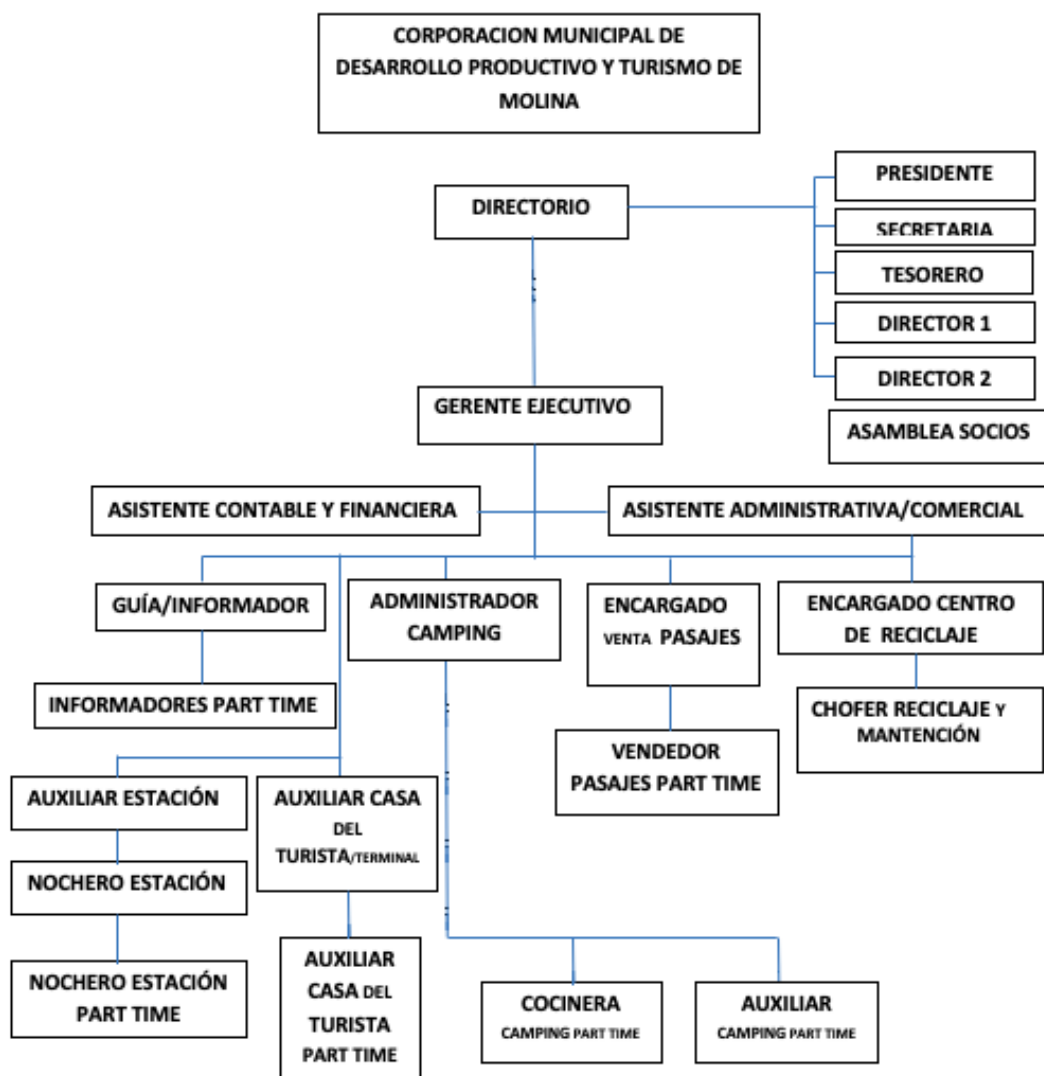 CORPORACION MUNICIPAL DE
DESARROLLO PRODUCTIVO Y TURISMO DE
MOLINA
DIRECTORIO
PRESIDENTE
SECRETARIA
TESORERO
DIRECTOR 1
DIRECTOR 2
ASAMBLEA SOCIOS
GERENTE EJECUTIVO
ASISTENTE CONTABLE Y FINANCIERA
ASISTENTE ADMINISTRATIVA/COMERCIAL
GUÍA/INFORMADOR
INFORMADORES PART TIME
ADMINISTRADOR
CAMPING
ENCARGADO
VENTA PASAJES
ENCARGADO CENTRO
DE RECICLAJE
CHOFER RECICLAJE Y
MANTENCIÓN
VENDEDOR
PASAJES PART TIME
AUXILIAR ESTACIÓN
NOCHERO ESTACIÓN
NOCHERO ESTACIÓN
PART TIME
AUXILIAR CASA
DEL
TURISTA/TERMINAL
AUXILIAR
CASA DEL
TURISTA
PART TIME
COCINERA
CAMPING PART TIME
AUXILIAR
CAMPING PART TIME